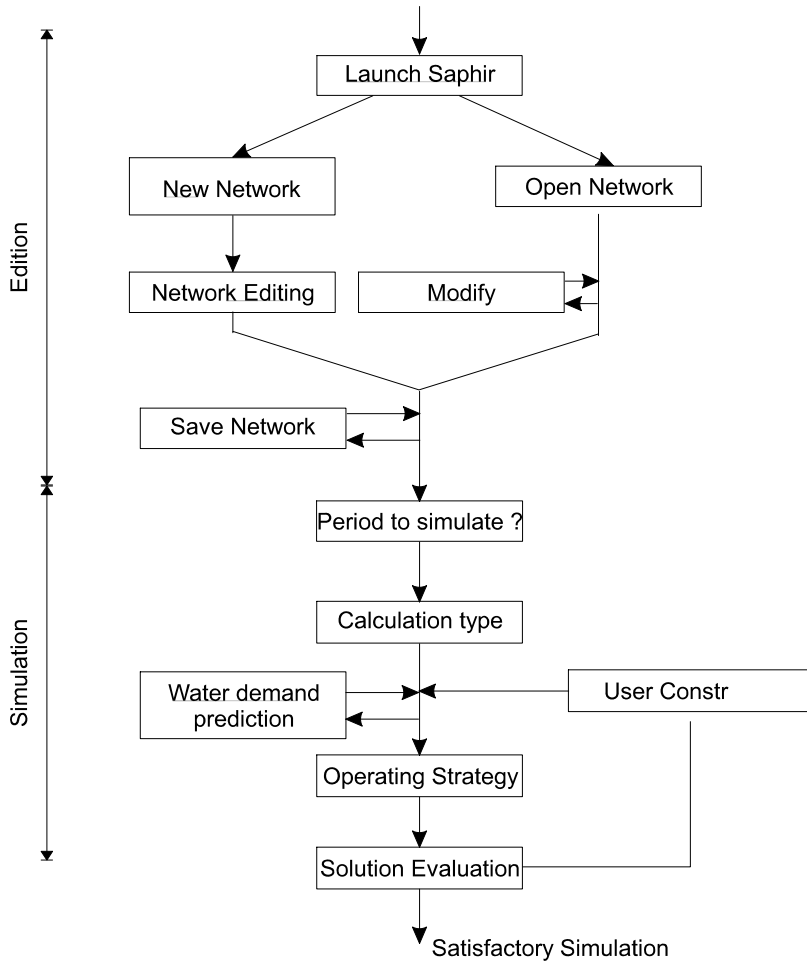 Launch Saphir
New Network
Open Network
Edition
Network Editing
Modify
Save Network
Period to simulate ?
Calculation type
Simulation
Water demand
prediction
User Constr
Operating Strategy
Solution Evaluation
Satisfactory Simulation